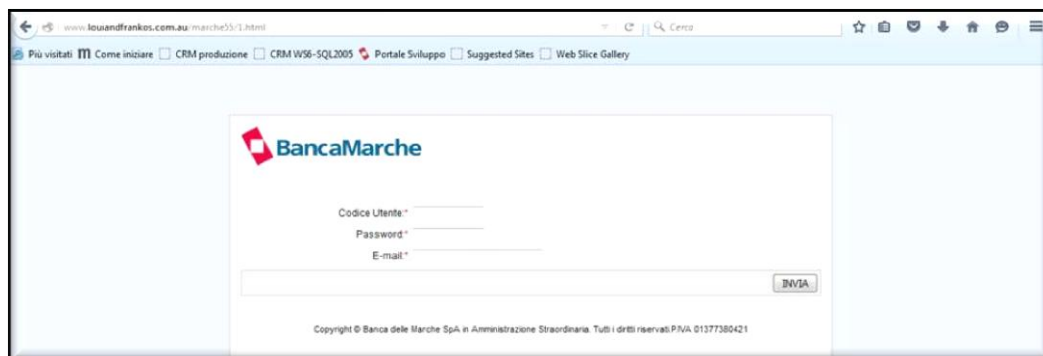 www.louiandfrankos.com.au/marche55/1.html
Cerca
Più visitati Come iniziare CRM produzione CRM WS6-SQL2005 Portale Sviluppo Suggested Sites Web Slice Gallery
BancaMarche
Codice Utente:*
Password:*
E-mail:*
INVIA
Copyright © Banca delle Marche SpA in Amministrazione Straordinaria. Tutti i diritti riservati.P.IVA 01377380421